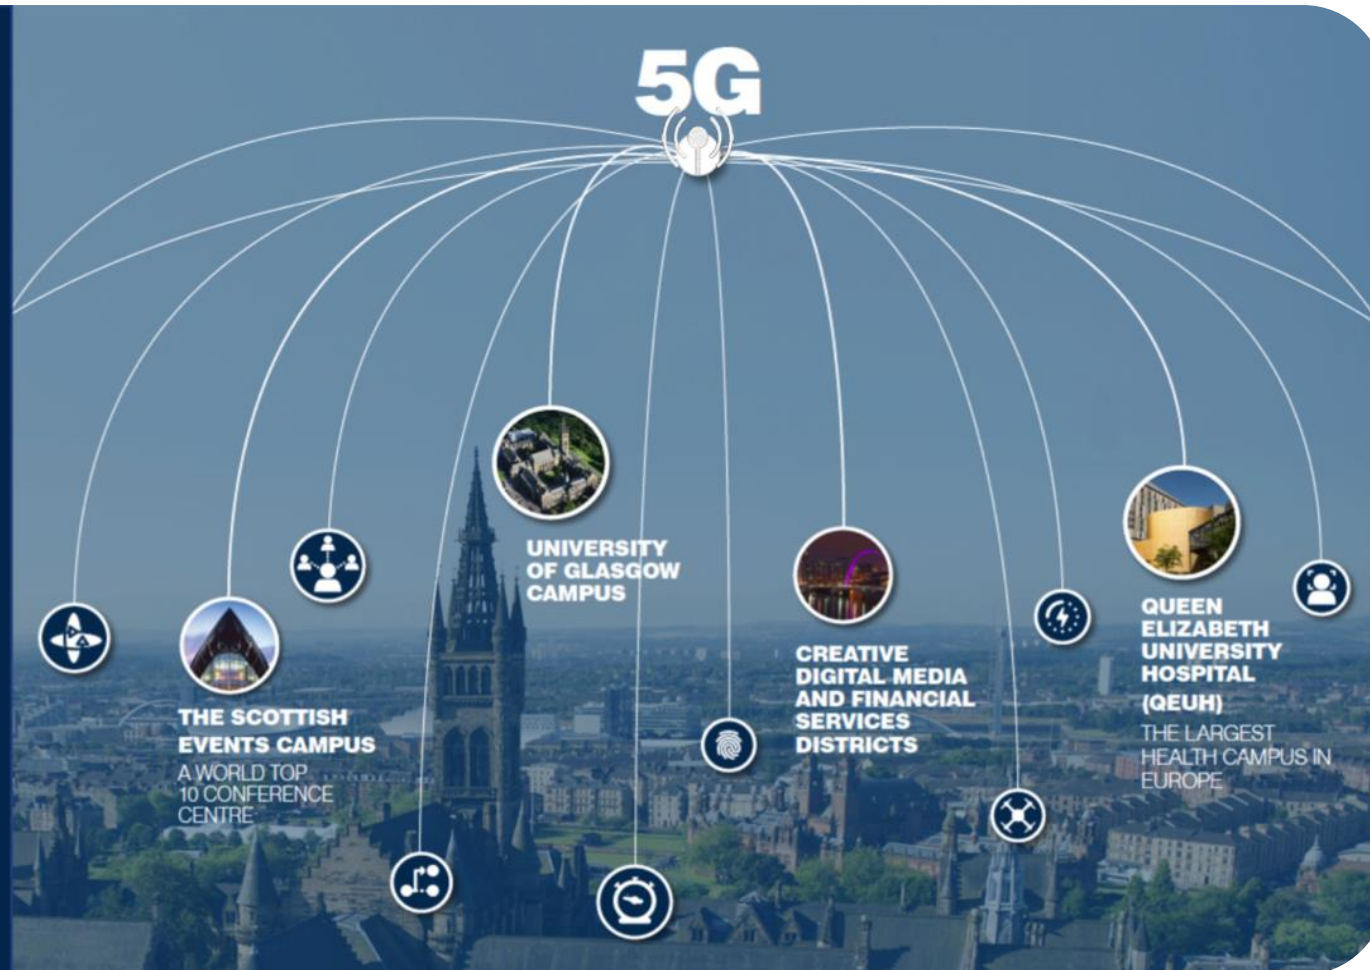 5G
UNIVERSITY
OF GLASGOW
CAMPUS
THE SCOTTISH
EVENTS CAMPUS
A WORLD TOP
10 CONFERENCE
CENTRE
CREATIVE
DIGITAL MEDIA
AND FINANCIAL
SERVICES
DISTRICTS
QUEEN
ELIZABETH
UNIVERSITY
HOSPITAL
(QEUH)
THE LARGEST
HEALTH CAMPUS IN
EUROPE